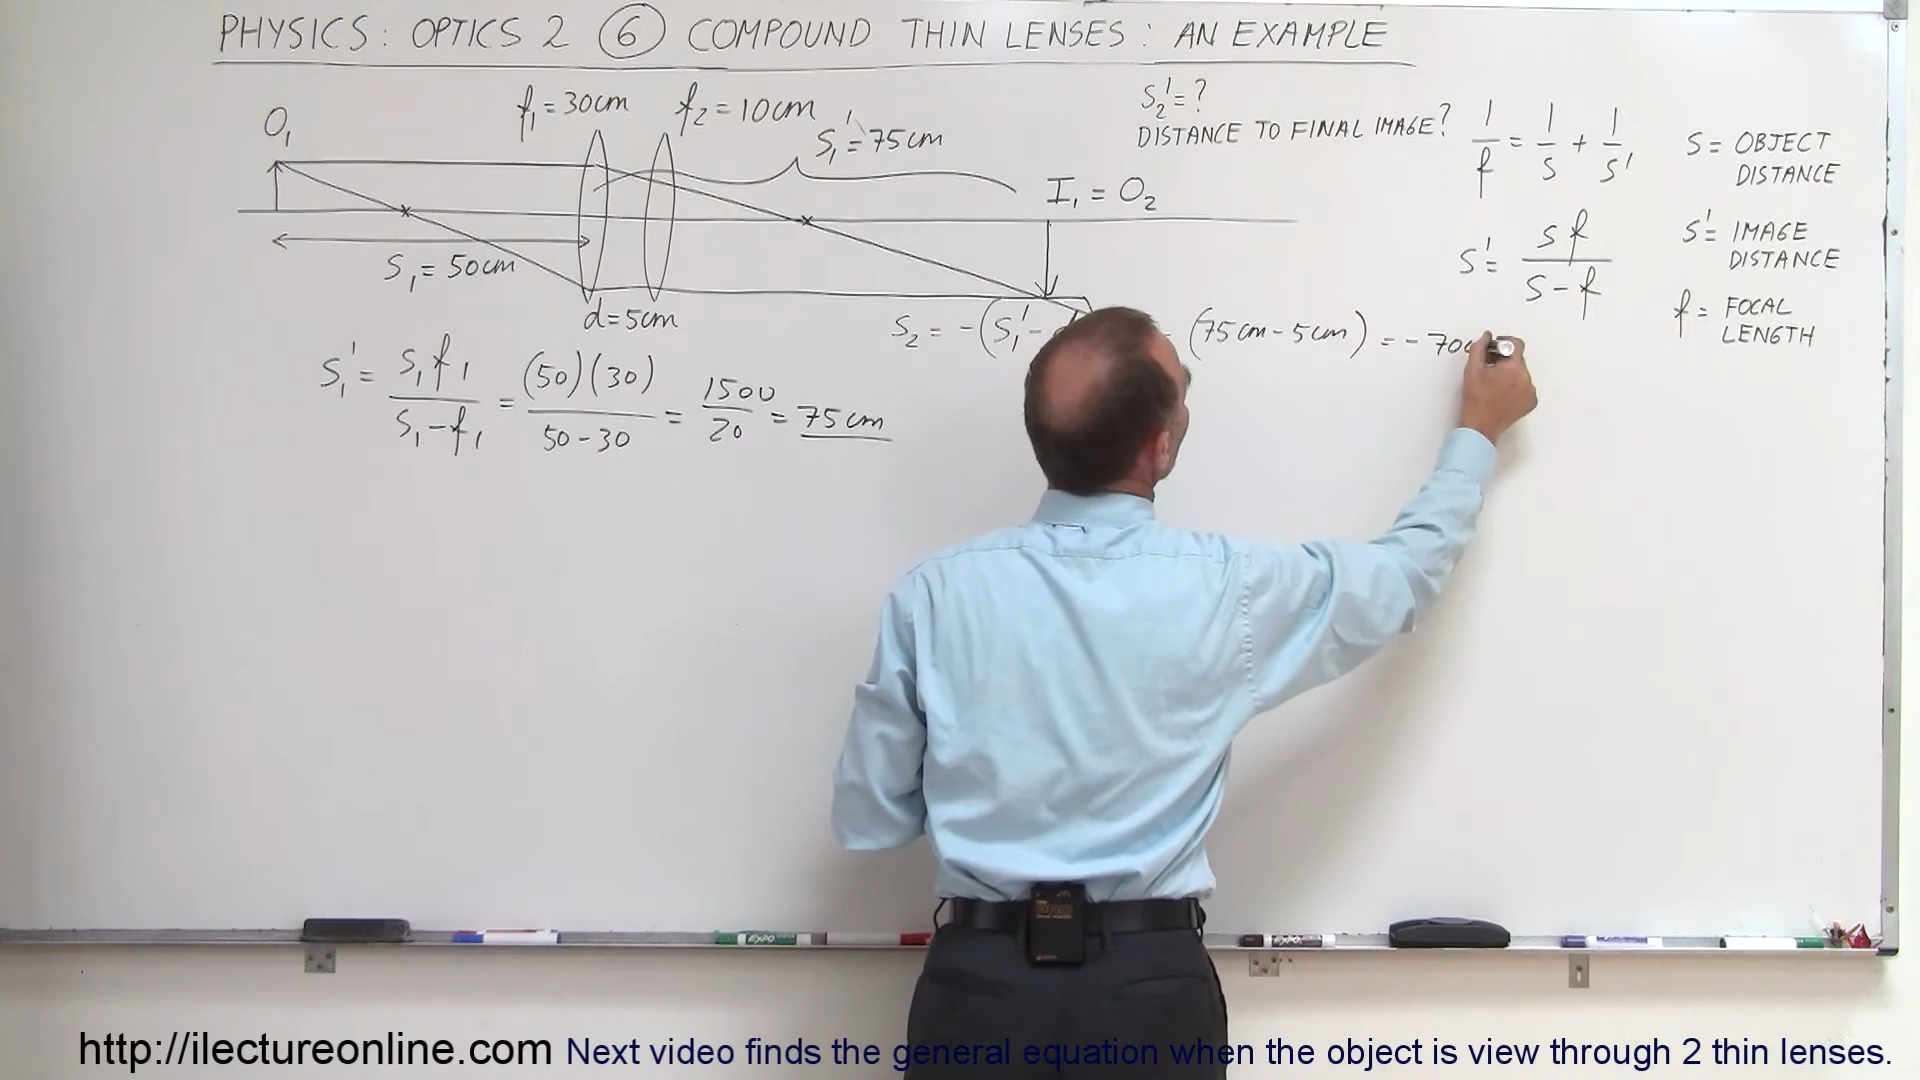 PHYSICS: OPTICS 2 ⑥ COMPOUND THIN LENSES: AN EXAMPLE
O₁
f₁ = 30cm
f₂ = 10cm
S₁' = 75cm
S₂' = ?
DISTANCE TO FINAL IMAGE?
I₁ = O₂
S₁ = 50cm
d = 5cm
1/f = 1/s + 1/s'
S' = sf / (s - f)
S = OBJECT
DISTANCE
S' = IMAGE
DISTANCE
f = FOCAL
LENGTH
S₂ = -(S₁' - d
(75cm - 5cm) = -70
S₁' = S₁f₁ / (S₁ - f₁) = (50)(30) / (50 - 30) = 1500 / 20 = 75cm
EXPO
EXPO
http://ilectureonline.com Next video finds the general equation when the object is view through 2 thin lenses.